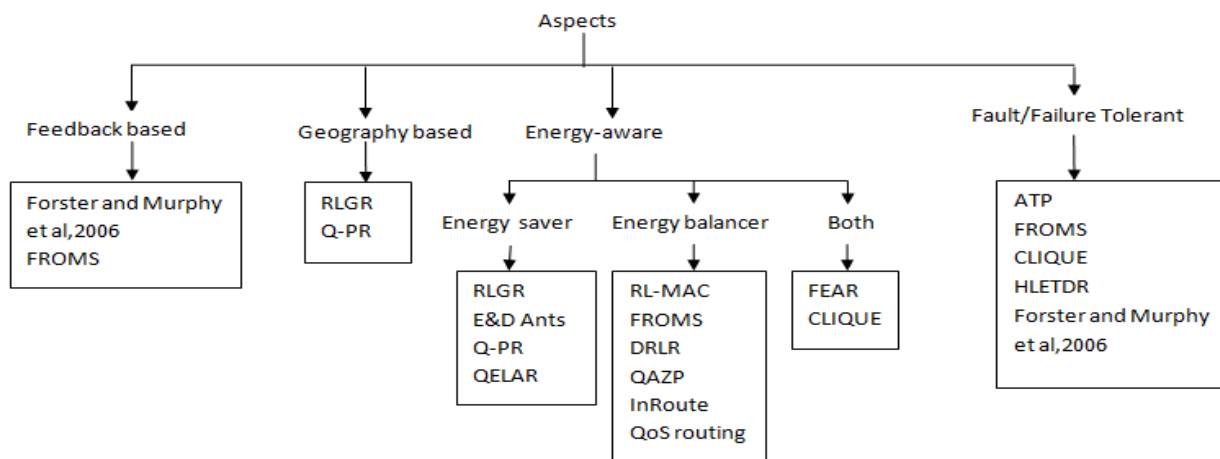 Aspects
Feedback based
Geography based
Energy-aware
Fault/Failure Tolerant
Forster and Murphy
et al,2006
FROMS
RLGR
Q-PR
Energy saver
Energy balancer
Both
RLGR
E&D Ants
Q-PR
QELAR
RL-MAC
FROMS
DRLR
QAZP
InRoute
QoS routing
FEAR
CLIQUE
ATP
FROMS
CLIQUE
HLETDR
Forster and Murphy
et al,2006